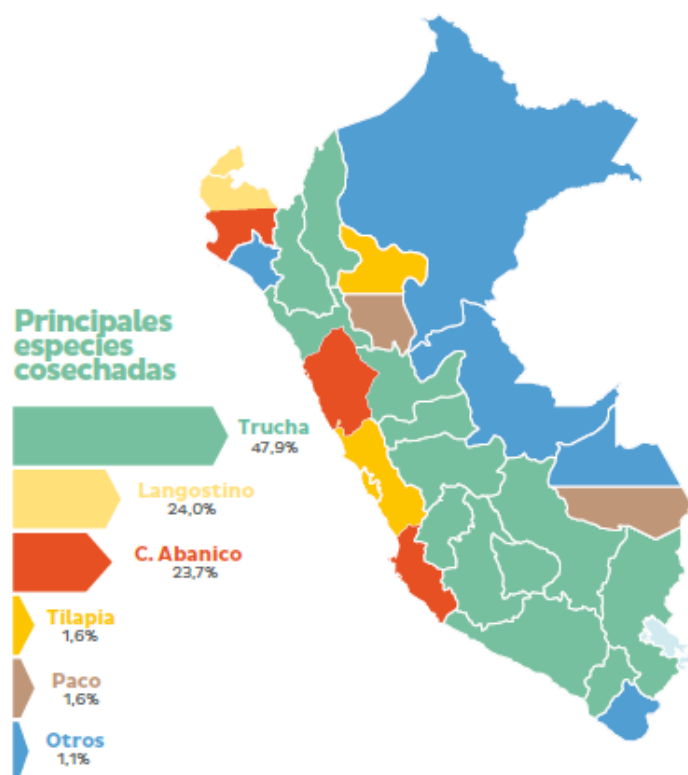 Principales
especies
cosechadas
Trucha
47,9%
Langostino
24,0%
C. Abanico
23,7%
Tilapia
1,6%
Paco
1,6%
Otros
1,1%